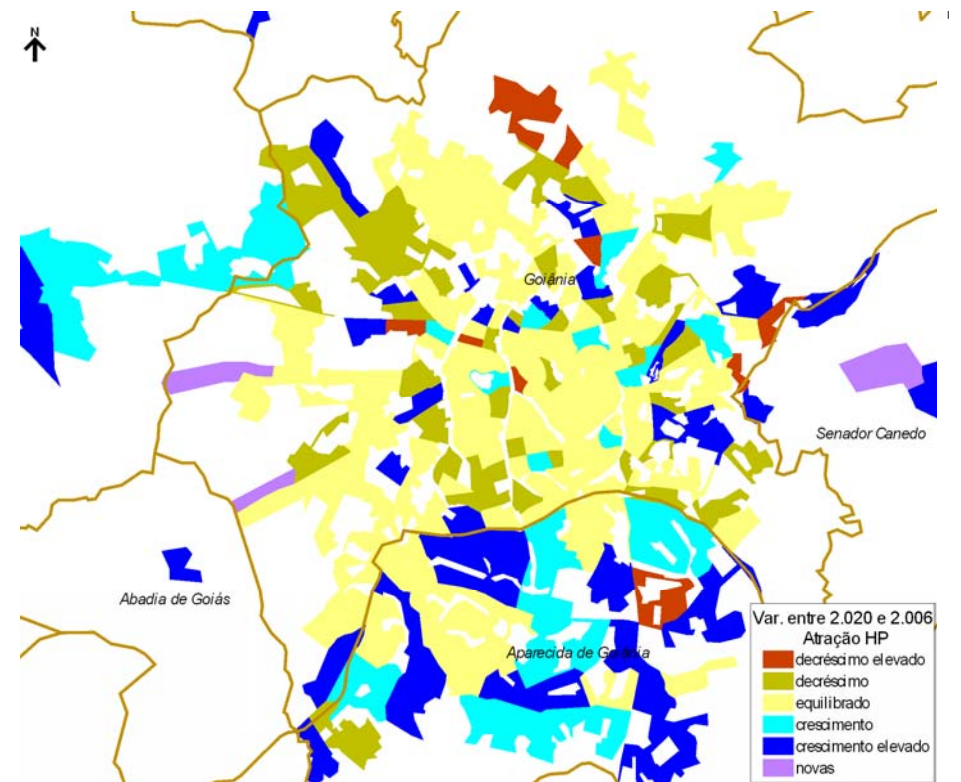 N
Goiânia
Senador Canedo
Abadia de Goiás
Aparecida de Goiânia
Var. entre 2.020 e 2.006
Atração HP
decréscimo elevado
decréscimo
equilibrado
crescimento
crescimento elevado
novas